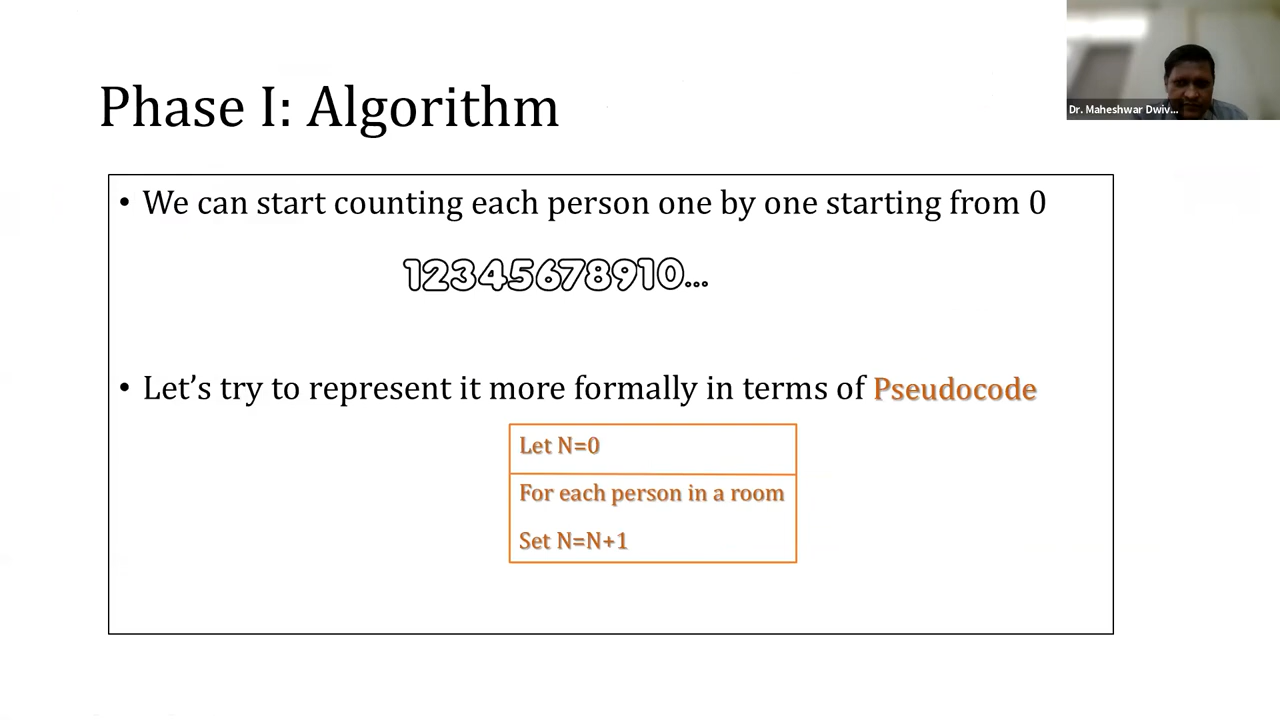 Dr. Maheshwar Dwiv...
Phase I: Algorithm
• We can start counting each person one by one starting from 0
12345678910...
• Let's try to represent it more formally in terms of Pseudocode
Let N=0
For each person in a room
Set N=N+1